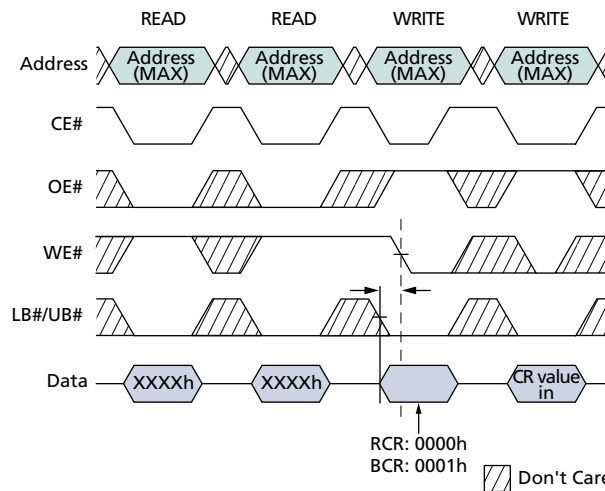 READ READ WRITE WRITE
Address Address Address Address Address
(MAX) (MAX) (MAX) (MAX)
CE#
OE#
WE#
LB#/UB#
Data XXXXh XXXXh CR value
in
RCR: 0000h
BCR: 0001h
Don't Care